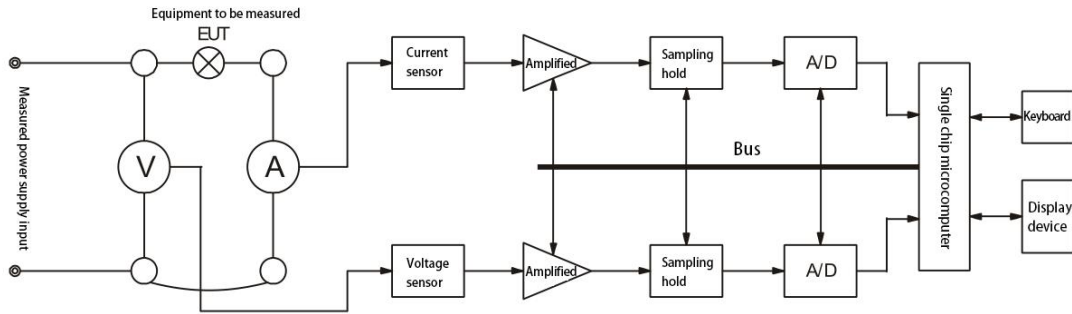 Equipment to be measured
EUT
Measured power supply input
V
A
Current
sensor
Amplified
Sampling
hold
A/D
Bus
Single chip microcomputer
Keyboard
Display
device
Voltage
sensor
Amplified
Sampling
hold
A/D